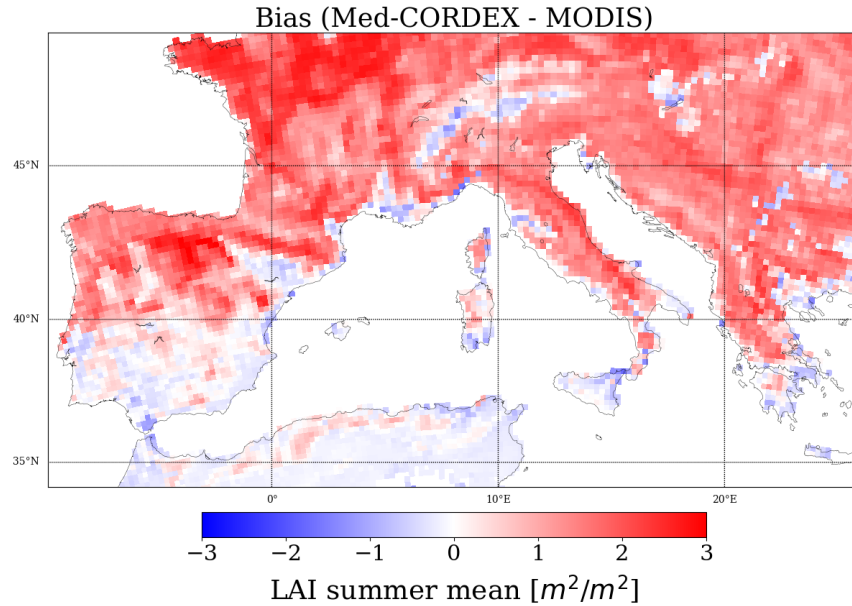 Bias (Med-CORDEX - MODIS)
45°N
40°N
35°N
0° 10°E 20°E
−3 −2 −1 0 1 2 3
LAI summer mean [m²/m²]